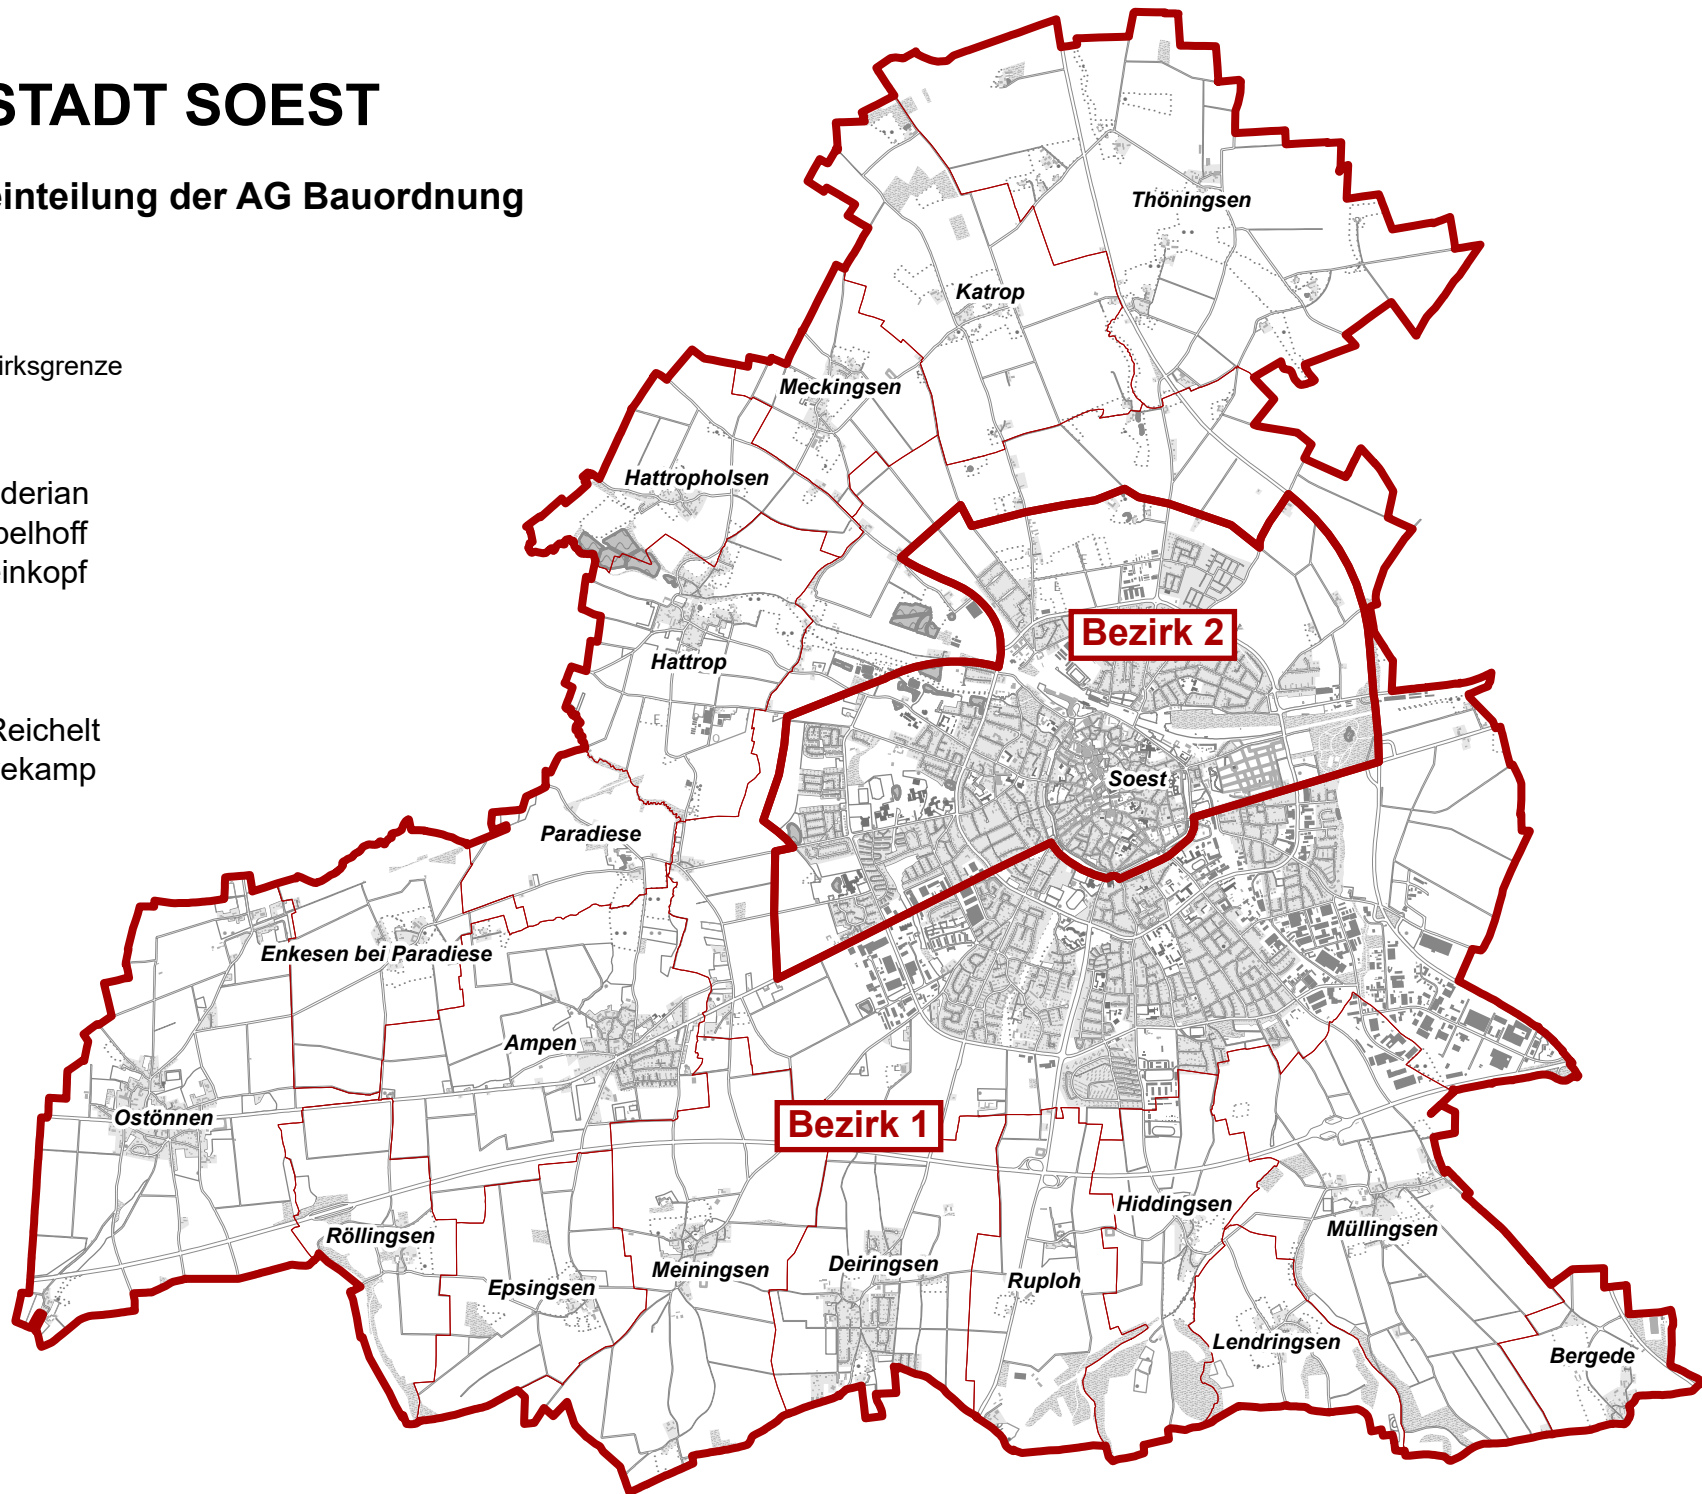 STADT SOEST
einteilung der AG Bauordnung
irksgrenze
derian
pelhoff
einkopf
Reichelt
ekamp
Thöningsen
Katrop
Meckingsen
Hattropholsen
Bezirk 2
Hattrop
Soest
Paradiese
Enkesen bei Paradiese
Ampen
Ostönnen
Bezirk 1
Hiddingsen
Müllingsen
Röllingsen
Meiningsen
Deiringsen
Epsingsen
Ruploh
Lendringsen
Bergede